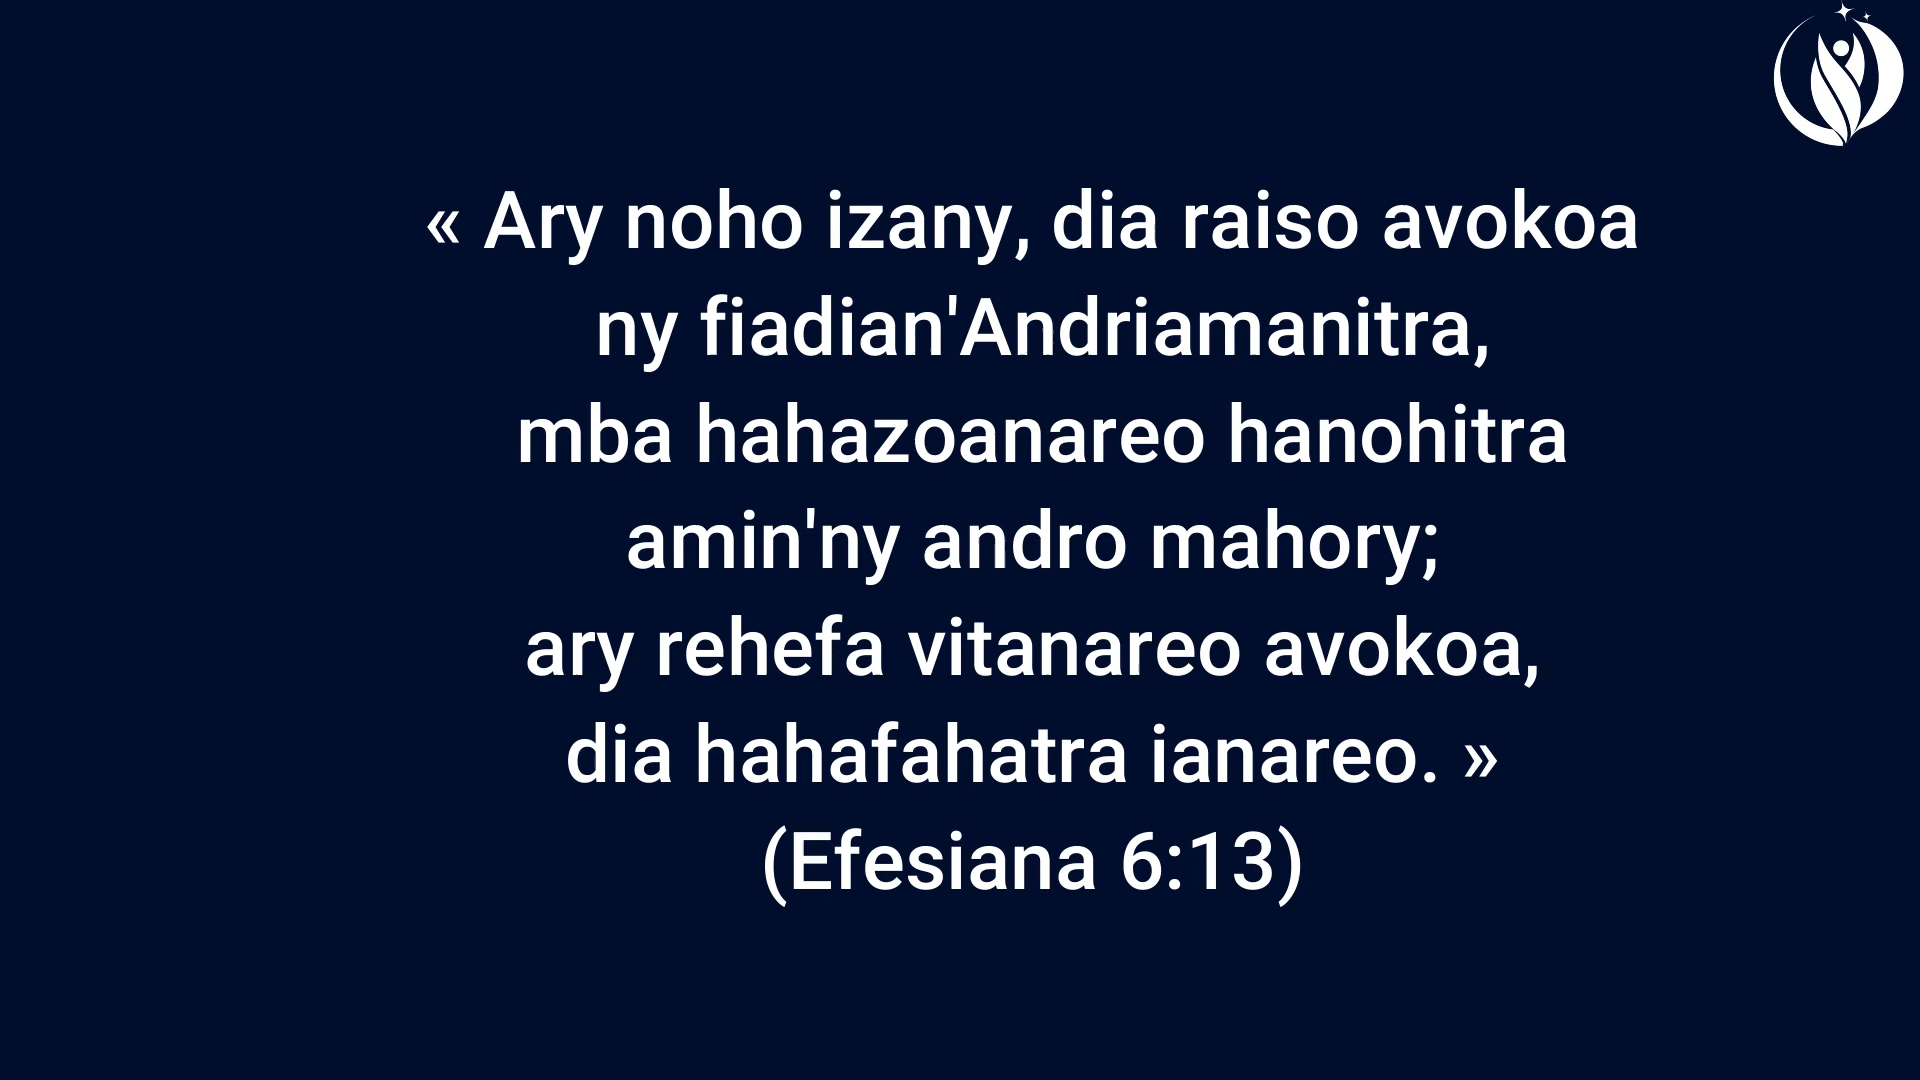 « Ary noho izany, dia raiso avokoa
ny fiadian'Andriamanitra,
mba hahazoanareo hanohitra
amin'ny andro mahory;
ary rehefa vitanareo avokoa,
dia hahafahatra ianareo. »
(Efesiana 6:13)